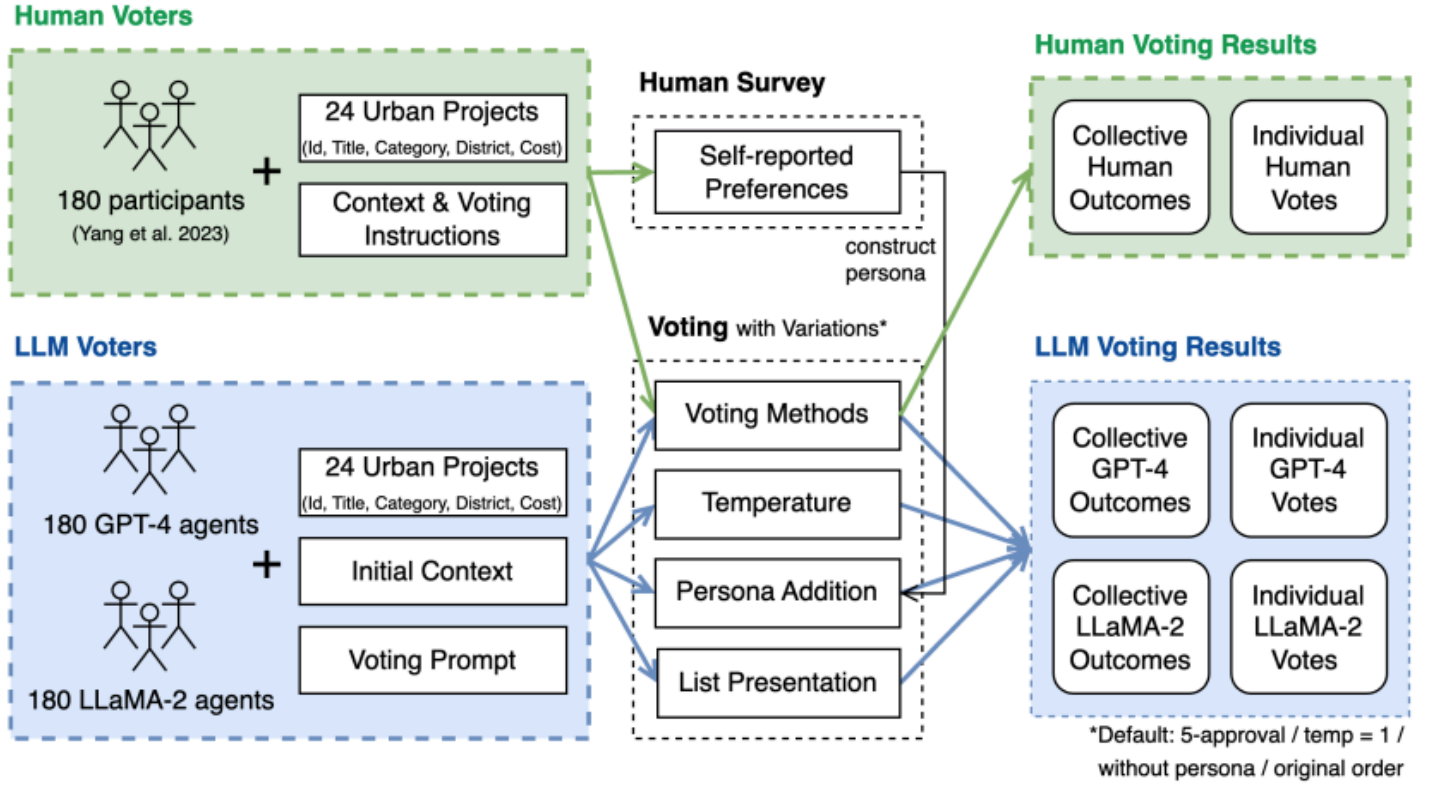 Human Voters
180 participants
(Yang et al. 2023)
+
24 Urban Projects
(Id, Title, Category, District, Cost)
Context & Voting
Instructions
Human Survey
Self-reported
Preferences
construct
persona
Human Voting Results
Collective
Human
Outcomes
Individual
Human
Votes
LLM Voters
180 GPT-4 agents
180 LLaMA-2 agents
+
24 Urban Projects
(Id, Title, Category, District, Cost)
Initial Context
Voting Prompt
Voting with Variations*
Voting Methods
Temperature
Persona Addition
List Presentation
LLM Voting Results
Collective
GPT-4
Outcomes
Individual
GPT-4
Votes
Collective
LLaMA-2
Outcomes
Individual
LLaMA-2
Votes
*Default: 5-approval / temp = 1 /
without persona / original order